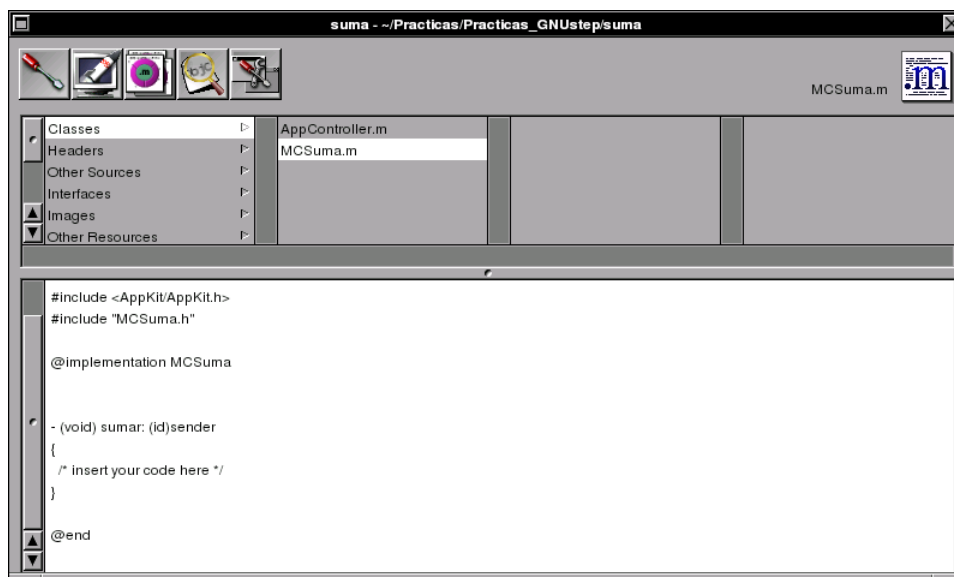 suma - ~/Practicas/Practicas_GNUstep/suma
.m
MCSuma.m
.m
Classes
Headers
Other Sources
Interfaces
Images
Other Resources
AppController.m
MCSuma.m
#include <AppKit/AppKit.h>
#include "MCSuma.h"
@implementation MCSuma
- (void) sumar: (id)sender
{
/* insert your code here */
}
@end